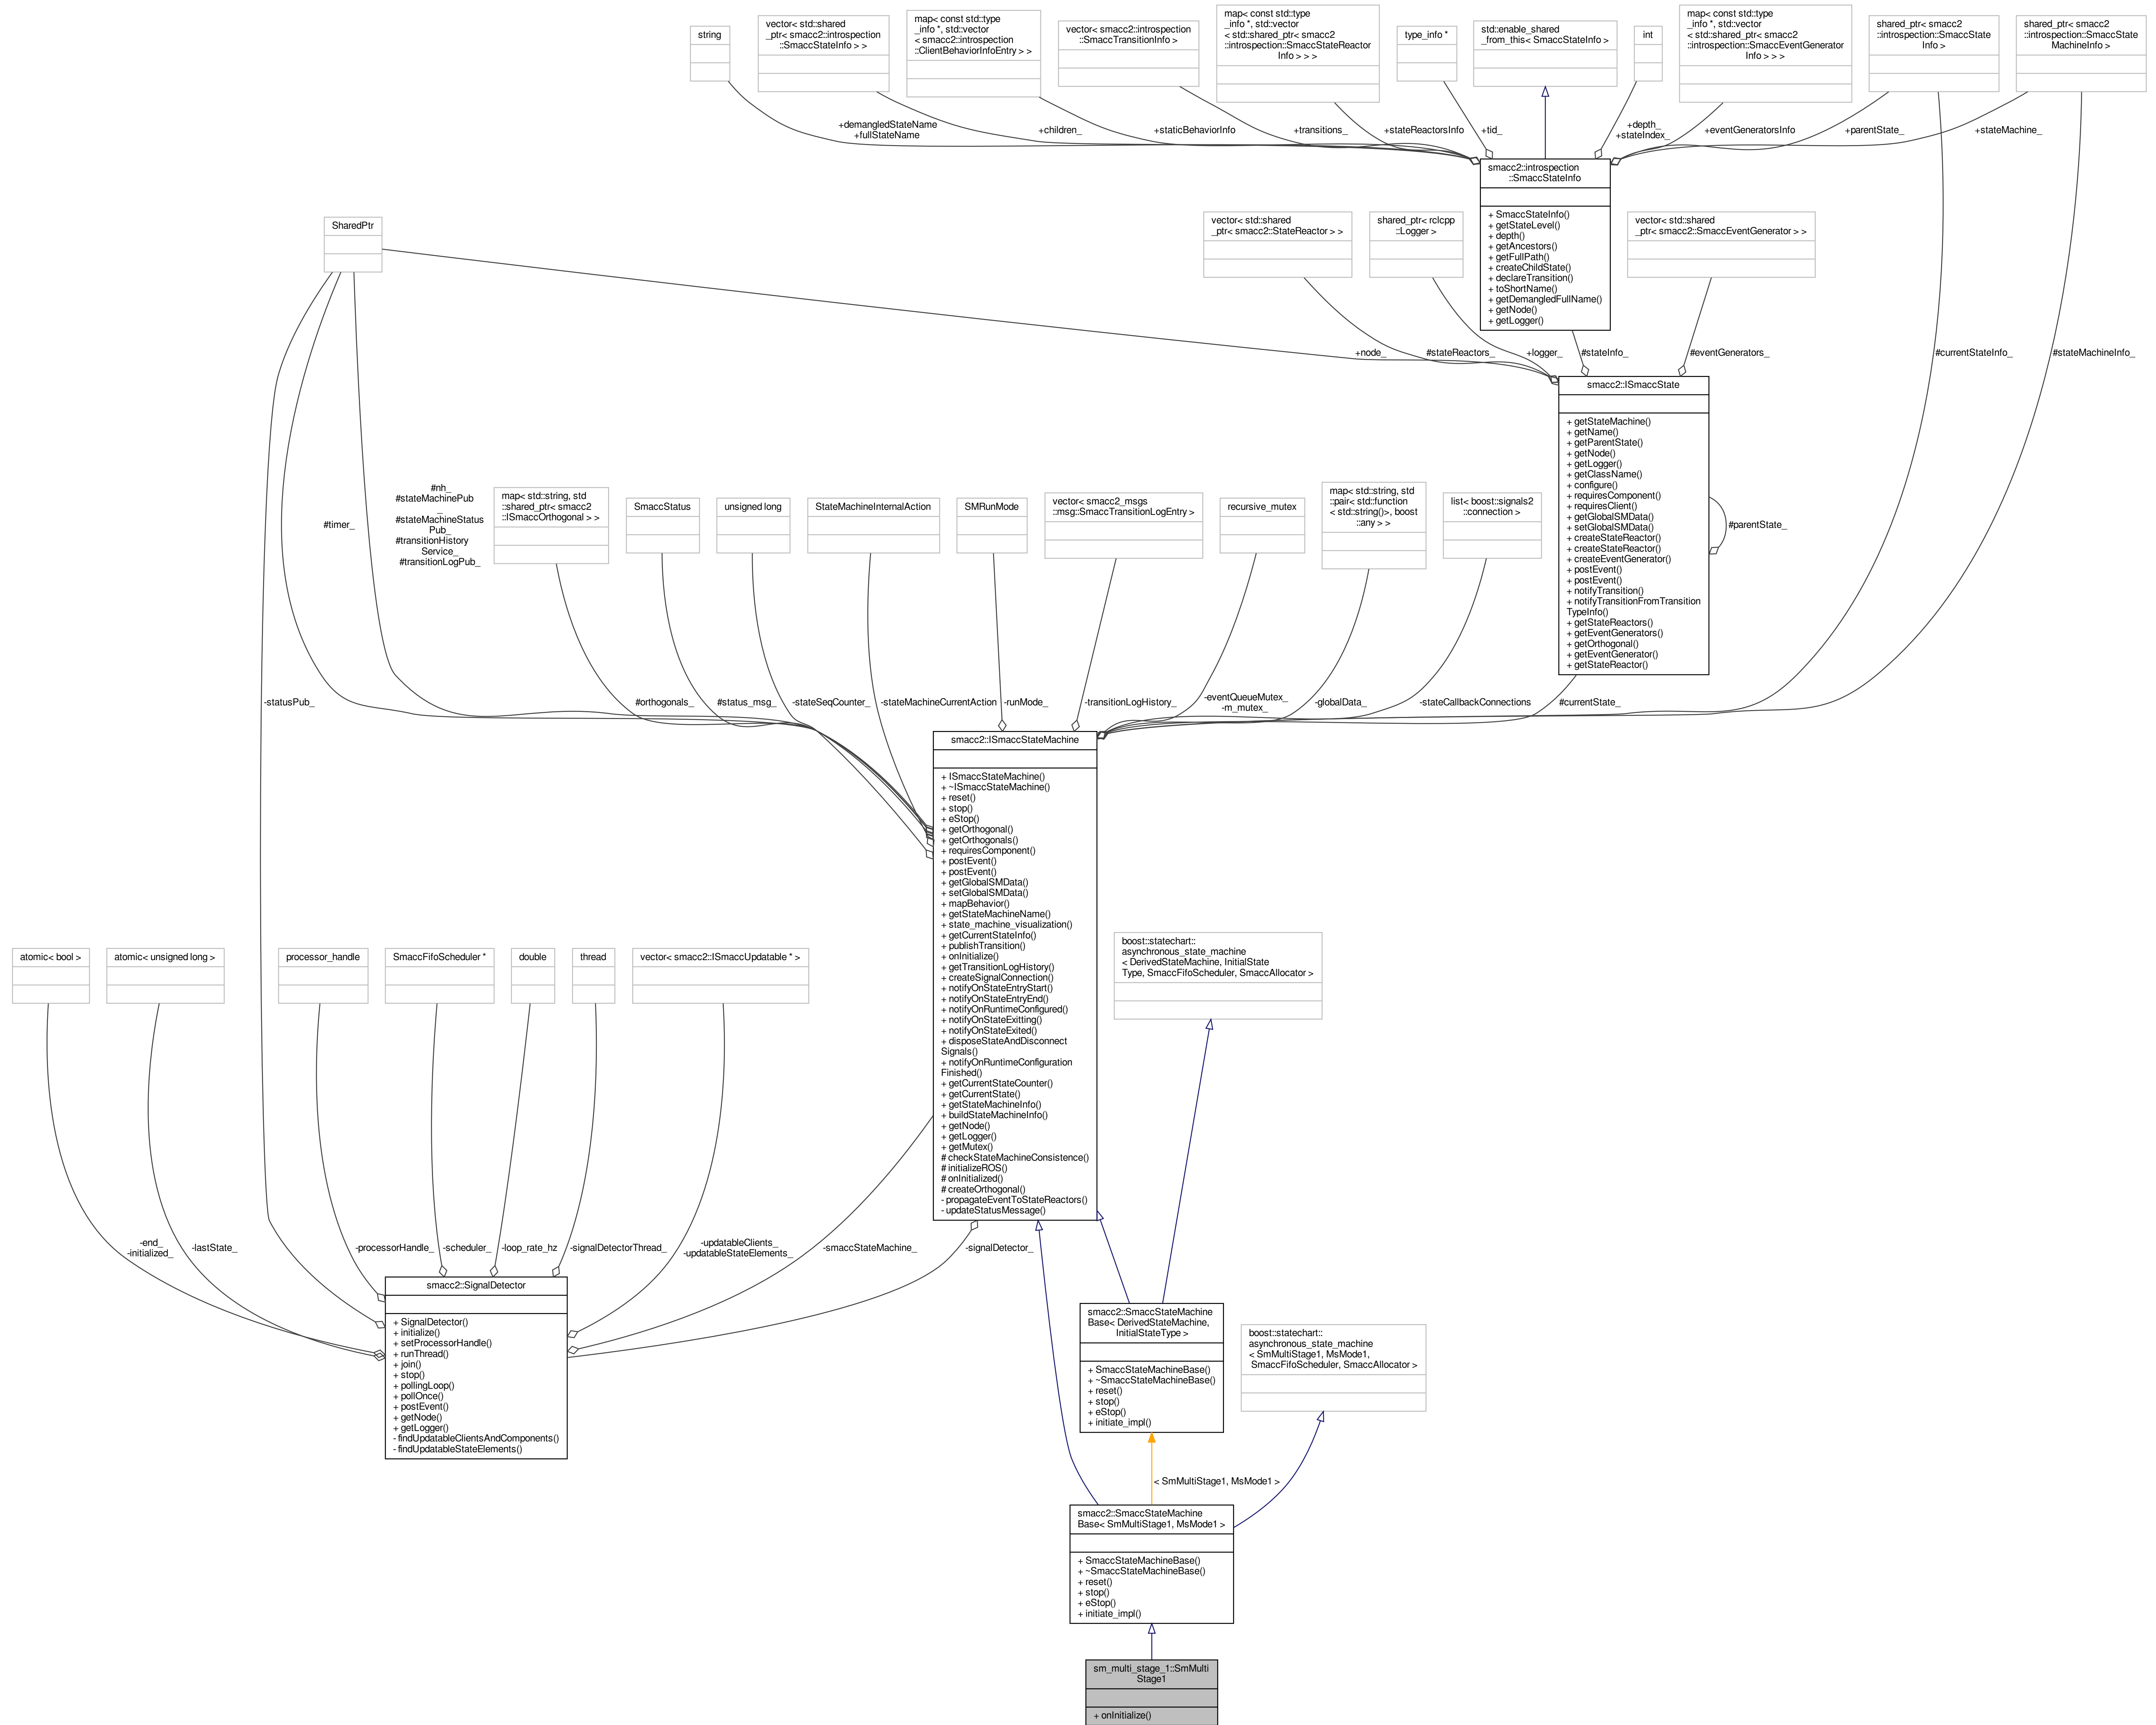 string
vector< std::shared
_ptr< smacc2::introspection
::SmaccStateInfo > >
map< const std::type
_info *, std::vector
< smacc2::introspection
::ClientBehaviorInfoEntry > >
vector< smacc2::introspection
::SmaccTransitionInfo >
map< const std::type
_info *, std::vector
< std::shared_ptr< smacc2
::introspection::SmaccStateReactor
Info > > >
type_info *
std::enable_shared
_from_this< SmaccStateInfo >
int
map< const std::type
_info *, std::vector
< std::shared_ptr< smacc2
::introspection::SmaccEventGenerator
Info > > >
shared_ptr< smacc2
::introspection::SmaccState
Info >
shared_ptr< smacc2
::introspection::SmaccState
MachineInfo >
+demangledStateName
+fullStateName
+children_
+staticBehaviorInfo
+transitions_
+stateReactorsInfo
+tid_
+depth_
+stateIndex_
+eventGeneratorsInfo
+parentState_
+stateMachine_
smacc2::introspection
::SmaccStateInfo
+ SmaccStateInfo()
+ getStateLevel()
+ depth()
+ getAncestors()
+ getFullPath()
+ createChildState()
+ declareTransition()
+ toShortName()
+ getDemangledFullName()
+ getNode()
+ getLogger()
SharedPtr
vector< std::shared
_ptr< smacc2::StateReactor > >
shared_ptr< rclcpp
::Logger >
vector< std::shared
_ptr< smacc2::SmaccEventGenerator > >
+node_
#stateReactors_
+logger_
#stateInfo_
#eventGenerators_
#currentStateInfo_
#stateMachineInfo_
smacc2::ISmaccState
+ getStateMachine()
+ getName()
+ getParentState()
+ getNode()
+ getLogger()
+ getClassName()
+ configure()
+ requiresComponent()
+ requiresClient()
+ getGlobalSMData()
+ setGlobalSMData()
+ createStateReactor()
+ createStateReactor()
+ createEventGenerator()
+ postEvent()
+ postEvent()
+ notifyTransition()
+ notifyTransitionFromTransition
TypeInfo()
+ getStateReactors()
+ getEventGenerators()
+ getOrthogonal()
+ getEventGenerator()
+ getStateReactor()
#parentState_
#timer_
#nh_
#stateMachinePub
_
#stateMachineStatus
Pub_
#transitionHistory
Service_
#transitionLogPub_
map< std::string, std
::shared_ptr< smacc2
::ISmaccOrthogonal > >
SmaccStatus
unsigned long
StateMachineInternalAction
SMRunMode
vector< smacc2_msgs
::msg::SmaccTransitionLogEntry >
recursive_mutex
map< std::string, std
::pair< std::function
< std::string()>, boost
::any > >
list< boost::signals2
::connection >
-statusPub_
#orthogonals_
#status_msg_
-stateSeqCounter_
-stateMachineCurrentAction
-runMode_
-transitionLogHistory_
-eventQueueMutex_
-m_mutex_
-globalData_
-stateCallbackConnections
#currentState_
smacc2::ISmaccStateMachine
+ ISmaccStateMachine()
+ ~ISmaccStateMachine()
+ reset()
+ stop()
+ eStop()
+ getOrthogonal()
+ getOrthogonals()
+ requiresComponent()
+ postEvent()
+ postEvent()
+ getGlobalSMData()
+ setGlobalSMData()
+ mapBehavior()
+ getStateMachineName()
+ state_machine_visualization()
+ getCurrentStateInfo()
+ publishTransition()
+ onInitialize()
+ getTransitionLogHistory()
+ createSignalConnection()
+ notifyOnStateEntryStart()
+ notifyOnStateEntryEnd()
+ notifyOnRuntimeConfigured()
+ notifyOnStateExitting()
+ notifyOnStateExited()
+ disposeStateAndDisconnect
Signals()
+ notifyOnRuntimeConfiguration
Finished()
+ getCurrentStateCounter()
+ getCurrentState()
+ getStateMachineInfo()
+ buildStateMachineInfo()
+ getNode()
+ getLogger()
+ getMutex()
# checkStateMachineConsistence()
# initializeROS()
# onInitialized()
# createOrthogonal()
- propagateEventToStateReactors()
- updateStatusMessage()
atomic< bool >
atomic< unsigned long >
processor_handle
SmaccFifoScheduler *
double
thread
vector< smacc2::ISmaccUpdatable * >
boost::statechart::
asynchronous_state_machine
< DerivedStateMachine, InitialState
Type, SmaccFifoScheduler, SmaccAllocator >
-end_
-initialized_
-lastState_
-processorHandle_
-scheduler_
-loop_rate_hz
-signalDetectorThread_
-updatableClients_
-updatableStateElements_
-smaccStateMachine_
-signalDetector_
smacc2::SignalDetector
+ SignalDetector()
+ initialize()
+ setProcessorHandle()
+ runThread()
+ join()
+ stop()
+ pollingLoop()
+ pollOnce()
+ postEvent()
+ getNode()
+ getLogger()
- findUpdatableClientsAndComponents()
- findUpdatableStateElements()
smacc2::SmaccStateMachine
Base< DerivedStateMachine,
InitialStateType >
+ SmaccStateMachineBase()
+ ~SmaccStateMachineBase()
+ reset()
+ stop()
+ eStop()
+ initiate_impl()
boost::statechart::
asynchronous_state_machine
< SmMultiStage1, MsMode1,
SmaccFifoScheduler, SmaccAllocator >
< SmMultiStage1, MsMode1 >
smacc2::SmaccStateMachine
Base< SmMultiStage1, MsMode1 >
+ SmaccStateMachineBase()
+ ~SmaccStateMachineBase()
+ reset()
+ stop()
+ eStop()
+ initiate_impl()
sm_multi_stage_1::SmMulti
Stage1
+ onInitialize()